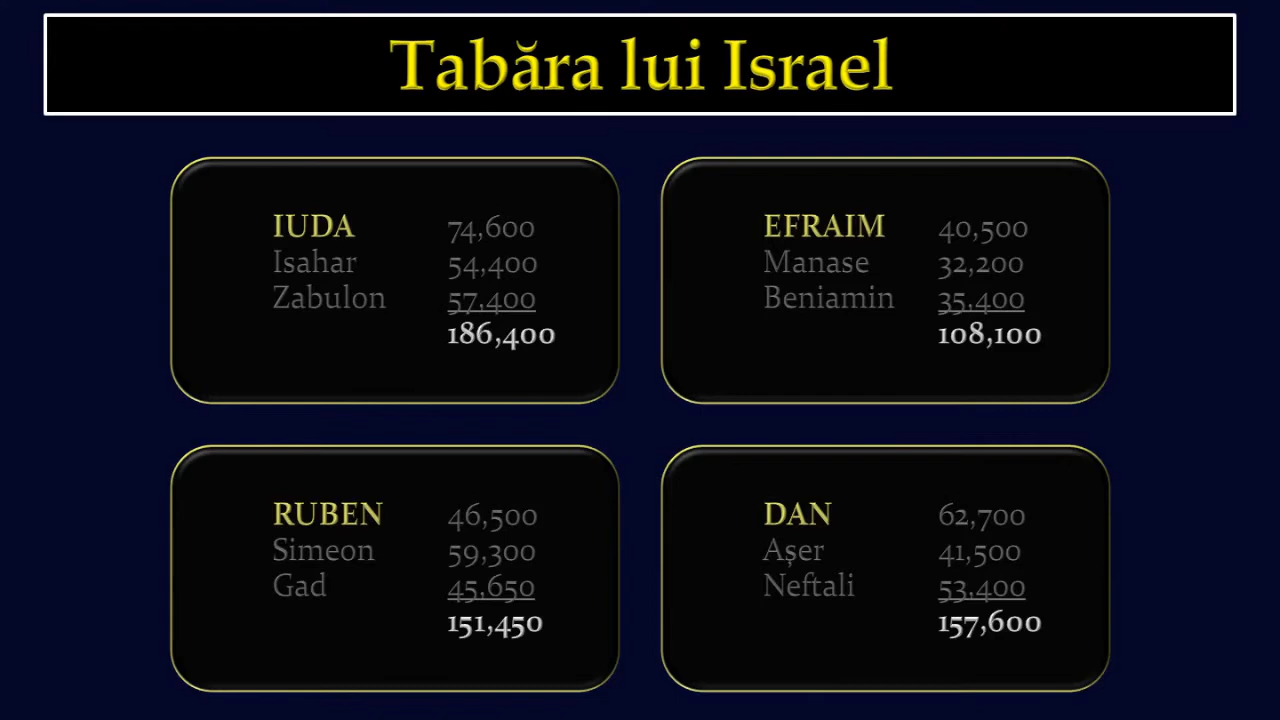 Tabăra lui Israel
IUDA 74,600
Isahar 54,400
Zabulon 57,400
186,400
EFRAIM 40,500
Manase 32,200
Beniamin 35,400
108,100
RUBEN 46,500
Simeon 59,300
Gad 45,650
151,450
DAN 62,700
Așer 41,500
Neftali 53,400
157,600